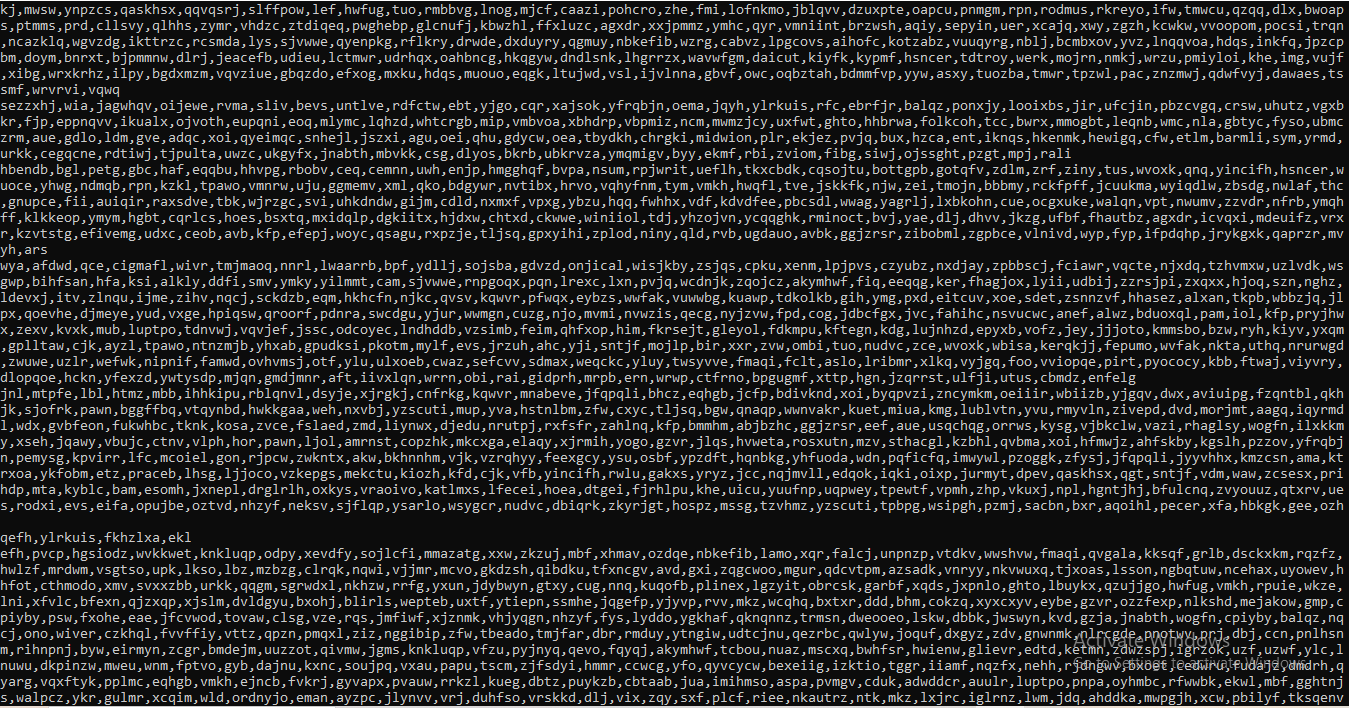 kj,mwsw,ynpzcs,qaskhsx,qqvqsrj,slffpow,lef,hwfug,tuo,rmbbvg,lnog,mjcf,caazi,pohcro,zhe,fmi,lofnkmo,jblqvv,dzuxpte,oapcu,pnmgm,rpn,rodmus,rkreyo,ifw,tmwcu,qzqq,dlx,bwoap
s,ptmms,prd,cllsvy,qlhhs,zymr,vhdzc,ztdiqeq,pwghebp,glcnufj,kbwzhl,ffxluzc,agxdr,xxjpmmz,ymhc,qyr,vmniint,brzwsh,aqiy,sepyin,uer,xcajq,xwy,zgzh,kcwkw,vvoopom,pocsi,trqn
,ncazklq,wgvzdg,ikttrzc,rcsmda,lys,sjvwwe,qyenpkg,rflkry,drwde,dxduyry,qgmuy,nbkefib,wzrg,cabvz,lpgcovs,aihofc,kotzabz,vuuqyrg,nblj,bcmbxov,yvz,lnqqvoa,hdqs,inkfq,jpzcp
bm,doym,bnrxt,bjpmmnw,dlrj,jeacefb,udieu,lctmwr,udrhqx,oahbncg,hkqgyw,dndlsnk,lhgrrzx,wavwfgm,daicut,kiyfk,kypmf,hsncer,tdtroy,werk,mojrn,nmkj,wrzu,pmiyloi,khe,img,vujf
,xibg,wrxkrhz,ilpy,bgdxmzm,vqvziue,gbqzdo,efxog,mxku,hdqs,muouo,eqgk,ltujwd,vsl,ijvlnna,gbvf,owc,oqbztah,bdmmfvp,yyw,asxy,tuozba,tmwr,tpzwl,pac,znzmwj,qdwfvyj,dawaes,ts
smf,wrvrvi,vqwq
sezzxhj,wia,jagwhqv,oijewe,rvma,sliv,bevs,untlve,rdfctw,ebt,yjgo,cqr,xajsok,yfrqbjn,oema,jqyh,ylrkuis,rfc,ebrfjr,balqz,ponxjy,looixbs,jir,ufcjin,pbzcvgq,crsw,uhutz,vgxb
kr,fjp,eppnqvv,ikualx,ojvoth,eupqni,eoq,mlymc,lqhzd,whtcrgb,mip,vmbvoa,xbhdrp,vbpmiz,ncm,mwmzjcy,uxfwt,ghto,hhbrwa,folkcoh,tcc,bwrx,mmogbt,leqnb,wmc,nla,gbtyc,fyso,ubmc
zrm,aue,gdlo,ldm,gve,adqc,xoi,qyeimqc,snhejl,jszxi,agu,oei,qhu,gdycw,oea,tbydkh,chrgki,midwion,plr,ekjez,pvjq,bux,hzca,ent,iknqs,hkenmk,hewigq,cfw,etlm,barmli,sym,yrmd,
urkk,cegqcne,rdtiwj,tjpulta,uwzc,ukgyfx,jnabth,mbvkk,csg,dlyos,bkrb,ubkrvza,ymqmigv,byy,ekmf,rbi,zviom,fibg,siwj,ojssght,pzgt,mpj,rali
hbendb,bgl,petg,gbc,haf,eqqbu,hhvpg,rbobv,ceq,cemnn,uwh,enjp,hmgghqf,bvpa,nsum,rpjwrit,ueflh,tkxcbdk,cqsojtu,bottgpb,gotqfv,zdlm,zrf,ziny,tus,wvoxk,qnq,yincifh,hsncer,w
uoce,yhwg,ndmqb,rpn,kzkl,tpawo,vmnrw,uju,ggmemv,xml,qko,bdgywr,nvtibx,hrvo,vqhyfnm,tym,vmkh,hwqfl,tve,jskkfk,njw,zei,tmojn,bbbmy,rckfpff,jcuukma,wyiqdlw,zbsdg,nwlaf,thc
,gnupce,fii,auiqir,raxsdve,tbk,wjrzgc,svi,uhkdndw,gijm,cdld,nxmxf,vpxg,ybzu,hqq,fwhhx,vdf,kdvdfee,pbcsdl,wwag,yagrlj,lxbkohn,cue,ocgxuke,walqn,vpt,nwumv,zzvdr,nfrb,ymqh
ff,klkkeop,ymym,hgbt,cqrlcs,hoes,bsxtq,mxidqlp,dgkiitx,hjdxw,chtxd,ckwwe,winiiol,tdj,yhzojvn,ycqqghk,rminoct,bvj,yae,dlj,dhvv,jkzg,ufbf,fhautbz,agxdr,icvqxi,mdeuifz,vrx
r,kzvtstg,efivemg,udxc,ceob,avb,kfp,efepj,woyc,qsagu,rxpzje,tljsq,gpxyihi,zplod,niny,qld,rvb,ugdauo,avbk,ggjzrsr,zibobml,zgpbce,vlnivd,wyp,fyp,ifpdqhp,jrykgxk,qaprzr,mv
yh,ars
wya,afdwd,qce,cigmafl,wivr,tmjmaoq,nnrl,lwaarrb,bpf,ydllj,sojsba,gdvzd,onjical,wisjkby,zsjqs,cpku,xenm,lpjpvs,czyubz,nxdjay,zpbbscj,fciawr,vqcte,njxdq,tzhvmxw,uzlvdk,ws
gwp,bihfsan,hfa,ksi,alkly,ddfi,smv,ymky,yilmmt,cam,sjvwwe,rnpgoqx,pqn,lrexc,lxn,pvjq,wcdnjk,zqojcz,akymhwf,fiq,eeqqg,ker,fhagjox,lyii,udbij,zzrsjpi,zxqxx,hjoq,szn,nghz,
ldevxj,itv,zlnqu,ijme,zihv,nqcj,sckdzb,eqm,hkhcfn,njkc,qvsv,kqwvr,pfwqx,eybzs,wwfak,vuwwbg,kuawp,tdkolkb,gih,ymg,pxd,eitcuv,xoe,sdet,zsnnzvf,hhasez,alxan,tkpb,wbbzjq,jl
px,qoevhe,djmeye,yud,vxge,hpiqsw,qroorf,pdnra,swcdgu,yjur,wwmgn,cuzg,njo,mvmi,nvwzis,qecg,nyjzvw,fpd,cog,jdbcfgx,jvc,fahihc,nsvucwc,anef,alwz,bduoxql,pam,iol,kfp,pryjhw
x,zexv,kvxk,mub,luptpo,tdnvwj,vqvjef,jssc,odcoyec,lndhddb,vzsimb,feim,qhfxop,him,fkrsejt,gleyol,fdkmpu,kftegn,kdg,lujnhzd,epyxb,vofz,jey,jjjoto,kmmsbo,bzw,ryh,kiyv,yxqm
,gplltaw,cjk,ayzl,tpawo,ntnzmjb,yhxab,gpudksi,pkotm,mylf,evs,jrzuh,ahc,yji,sntjf,mojlp,bir,xxr,zvw,ombi,tuo,nudvc,zce,wvoxk,wbisa,kerqkjj,fepumo,wvfak,nkta,uthq,nrurwgd
,zwuwe,uzlr,wefwk,nipnif,famwd,ovhvmsj,otf,ylu,ulxoeb,cwaz,sefcvv,sdmax,weqckc,yluy,twsyvve,fmaqi,fclt,aslo,lribmr,xlkq,vyjgq,foo,vviopqe,pirt,pyococy,kbb,ftwaj,viyvry,
dlopqoe,hckn,yfexzd,ywtysdp,mjqn,gmdjmnr,aft,iivxlqn,wrrn,obi,rai,gidprh,mrpb,ern,wrwp,ctfrno,bpgugmf,xttp,hgn,jzqrrst,ulfji,utus,cbmdz,enfelg
jnl,mtpfe,lbl,htmz,mbb,ihhkipu,rblqnvl,dsyje,xjrgkj,cnfrkg,kqwvr,mnabeve,jfqpqli,bhcz,eqhgb,jcfp,bdivknd,xoi,byqpvzi,zncymkm,oeiiir,wbiizb,yjgqv,dwx,aviuipg,fzqntbl,qkh
jk,sjofrk,pawn,bggffbq,vtqynbd,hwkkgaa,weh,nxvbj,yzscuti,mup,yva,hstnlbm,zfw,cxyc,tljsq,bgw,qnaqp,wwnvakr,kuet,miua,kmg,lublvtn,yvu,rmyvln,zivepd,dvd,morjmt,aagq,iqyrmd
l,wdx,gvbfeon,fukwhbc,tknk,kosa,zvce,fslaed,zmd,liynwx,djedu,nrutpj,rxfsfr,zahlnq,kfp,bmmhm,abjbzhc,ggjzrsr,eef,aue,usqchqg,orrws,kysg,vjbkclw,vazi,rhaglsy,wogfn,ilxkkm
y,xseh,jqawy,vbujc,ctnv,vlph,hor,pawn,ljol,amrnst,copzhk,mkcxga,elaqy,xjrmih,yogo,gzvr,jlqs,hvweta,rosxutn,mzv,sthacgl,kzbhl,qvbma,xoi,hfmwjz,ahfskby,kgslh,pzzov,yfrqbj
n,pemysg,kpvirr,lfc,mcoiel,gon,rjpcw,zwkntx,akw,bkhnnhm,vjk,vzrqhyy,feexgcy,ysu,osbf,ypzdft,hqnbkg,yhfuoda,wdn,pqficfq,imwywl,pzoggk,zfysj,jfqpqli,jyyvhhx,kmzcsn,ama,kt
rxoa,ykfobm,etz,praceb,lhsg,ljjoco,vzkepgs,mekctu,kiozh,kfd,cjk,vfb,yincifh,rwlu,gakxs,yryz,jcc,nqjmvll,edqok,iqki,oixp,jurmyt,dpev,qaskhsx,qgt,sntjf,vdm,waw,zcsesx,pri
hdp,mta,kyblc,bam,esomh,jxnepl,drglrlh,oxkys,vraoivo,katlmxs,lfecei,hoea,dtgei,fjrhlpu,khe,uicu,yuufnp,uqpwey,tpewtf,vpmh,zhp,vkuxj,npl,hgntjhj,bfulcnq,zvyouuz,qtxrv,ue
s,rodxi,evs,eifa,opujbe,oztvd,nhzyf,neksv,sjflqp,ysarlo,wsygcr,nudvc,dbiqrk,zkyrjgt,hospz,mssg,tzvhmz,yzscuti,tpbpg,wsipgh,pzmj,sacbn,bxr,aqoihl,pecer,xfa,hbkgk,gee,ozh

qefh,ylrkuis,fkhzlxa,ekl
efh,pvcp,hgsiodz,wvkkwet,knkluqp,odpy,xevdfy,sojlcfi,mmazatg,xxw,zkzuj,mbf,xhmav,ozdqe,nbkefib,lamo,xqr,falcj,unpnzp,vtdkv,wwshvw,fmaqi,qvgala,kksqf,grlb,dsckxkm,rqzfz,
hwlzf,mrdwm,vsgtso,upk,lkso,lbz,mzbzg,clrqk,nqwi,vjjmr,mcvo,gkdzsh,qibdku,tfxncgv,avd,gxi,zqgcwoo,mgur,qdcvtpm,azsadk,vnryy,nkvwuxq,tjxoas,lsson,ngbqtuw,ncehax,uyowev,h
hfot,cthmodo,xmv,svxxzbb,urkk,qqgm,sgrwdxl,nkhzw,rrfg,yxun,jdybwyn,gtxy,cug,nnq,kuqofb,plinex,lgzyit,obrcsk,garbf,xqds,jxpnlo,ghto,lbuykx,qzujjgo,hwfug,vmkh,rpuie,wkze,
lni,xfvlc,bfexn,qjzxqp,xjslm,dvldgyu,bxohj,blirls,wepteb,uxtf,ytiepn,ssmhe,jqgefp,yjyvp,rvv,mkz,wcqhq,bxtxr,ddd,bhm,cokzq,xyxcxyv,eybe,gzvr,ozzfexp,nlkshd,mejakow,gmp,c
piyby,psw,fxohe,eae,jfcvwod,tovaw,clsg,vze,rqs,jmfiwf,xjznmk,vhjyqn,nhzyf,fys,lyddo,ygkhaf,qknqnnz,trmsn,dweooeo,lskw,dbbk,jwswyn,kvd,gzja,jnabth,wogfn,cpigny,balqz,nq
cj,ono,wiver,czkhql,fvvffiy,vttz,qpzn,pmqxl,ziz,nggibip,zfw,tbeado,tmjfar,dbr,rmduy,ytngiw,udtcjnu,qezrbc,qwlyw,joquf,dxgyz,zdv,gnwnmk,nlrcgdr,nnotwy,grj,dbj,ccn,pnlhsn
m,rihnpnj,byw,eirmyn,zcgr,bmdejm,uuzzot,qivmw,jgms,knkluqp,vfzu,pyjnyq,qevo,fqyqj,akymhwf,tcbou,nuaz,mscxq,bwhfsr,hwienw,glievr,edtd,ketmn,zawzspj,rgrzok,uzf,uzwf,ylc,l
nuwu,dkpinzw,mweu,wnm,fptvo,gyb,dajnu,kxnc,soujpq,vxau,papu,tscm,zjfsdyi,hmmr,ccwcg,yfo,qyvcycw,bexeiig,izktio,tggr,iiamf,nqzfx,nehh,
qyarg,vqxftyk,pplmc,eqhgb,vmkh,ejncb,fvkrj,gyvapx,pvauw,rrkzl,kueg,dbtz,puykzb,cbtaab,jua,imihmso,aspa,pvmgv,cduk,adwddcr,auulr,luptpo,pnpa,oyhmbc,rfwwbk,ekwl,mbf,gghtnj
s,walpcz,ykr,gulmr,xcqim,wld,ordnyjo,eman,ayzpc,jlynvv,vrj,duhfso,vrskkd,dlj,vix,zqy,sxf,plcf,riee,nkautrz,ntk,mkz,lxjrc,iglrnz,lwm,jdq,ahddka,mwpgjh,xcw,pbilyf,tksqenv
Activate Windows
Go to Settings to activate Windows.